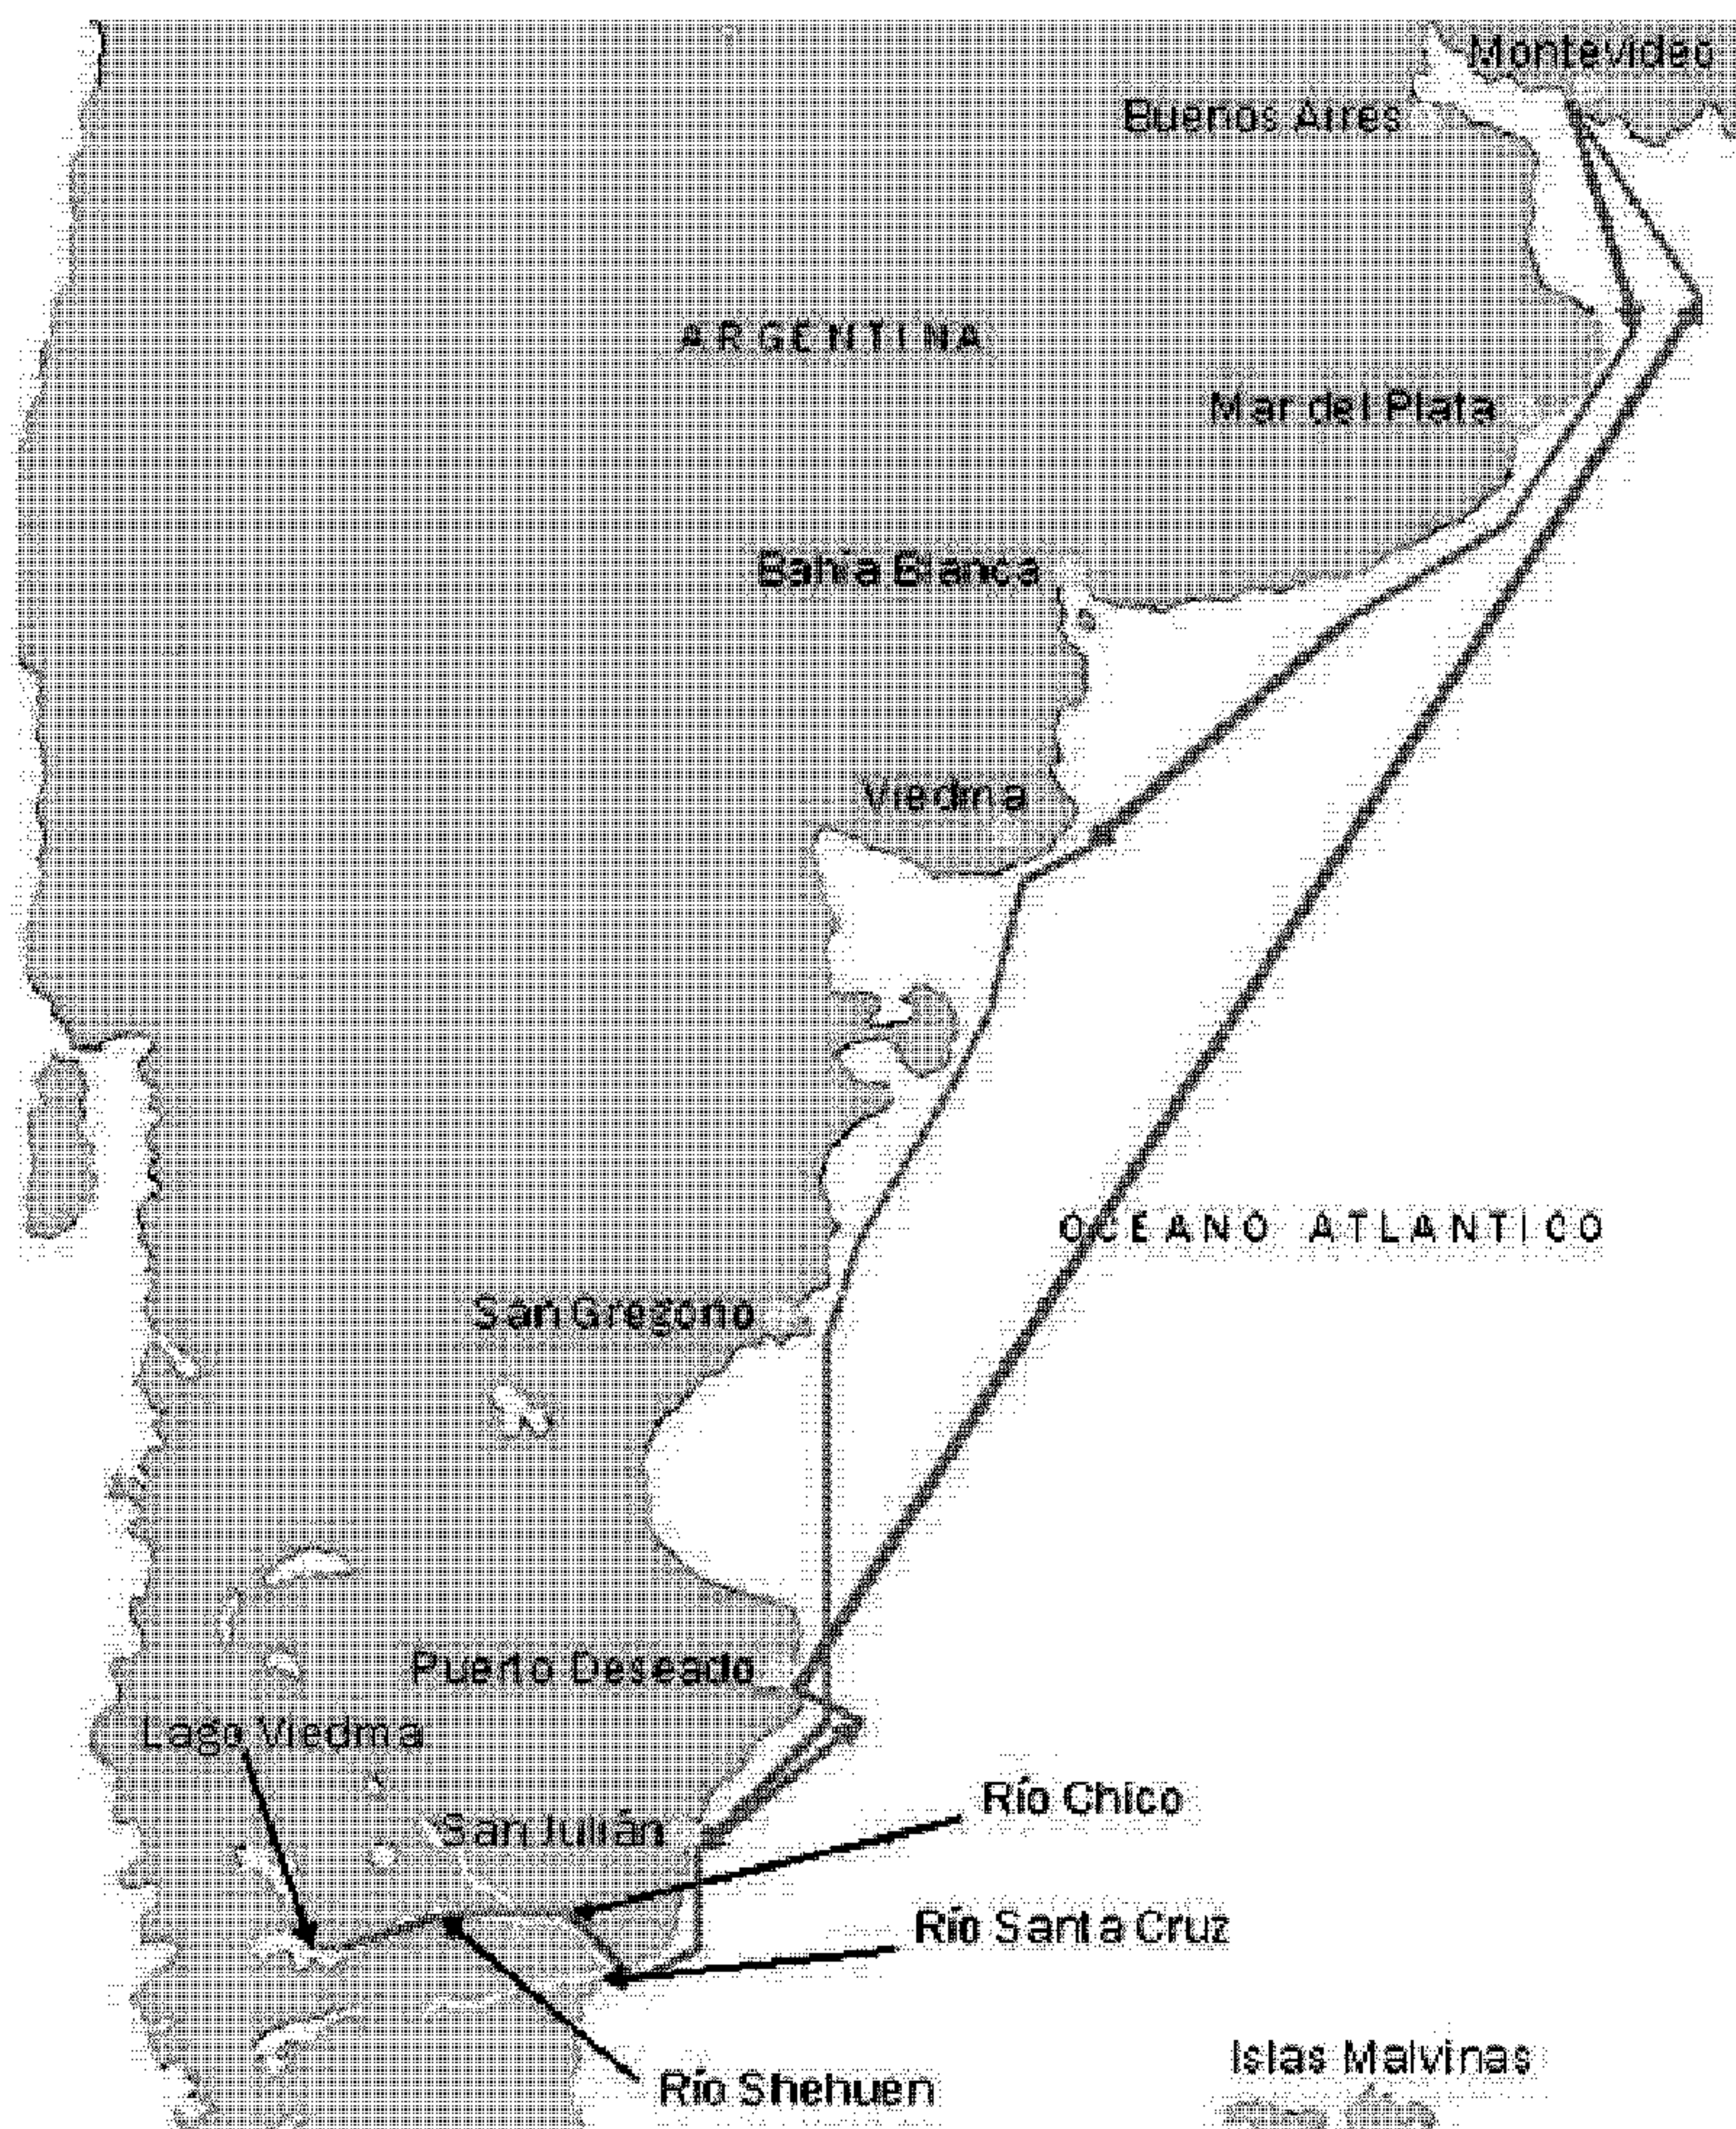 Montevideo
Buenos Aires
ARGENTINA
Mar del Plata
Bahía Blanca
Viedma
OCEANO ATLANTICO
San Gregorio
Puerto Deseado
Lago Viedma
Río Chico
San Julián
Río Santa Cruz
Islas Malvinas
Río Shehuen